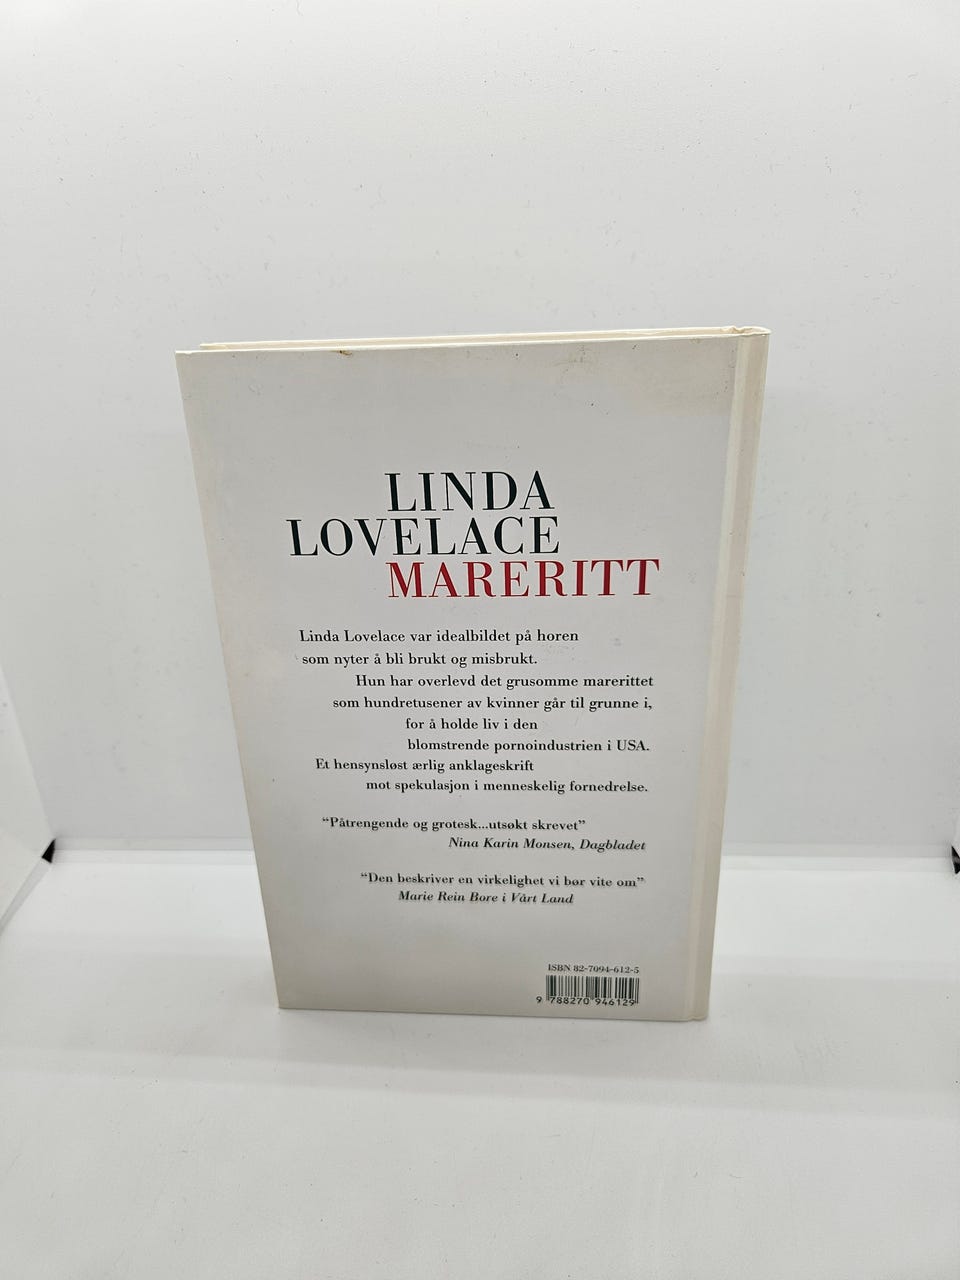 LINDA
LOVELACE
MARERITT
Linda Lovelace var idealbildet på horen
som nyter å bli brukt og misbrukt.
Hun har overlevd det grusomme marerittet
som hundretusener av kvinner går til grunne i,
for å holde liv i den
blomstrende pornoindustrien i USA.
Et hensynsløst ærlig anklageskrift
mot spekulasjon i menneskelig fornedrelse.
“Påtrengende og grotesk...utsøkt skrevet”
Nina Karin Monsen, Dagbladet
“Den beskriver en virkelighet vi bør vite om”
Marie Rein Bore i Vårt Land
ISBN 82-7094-612-5
9 788270 946129